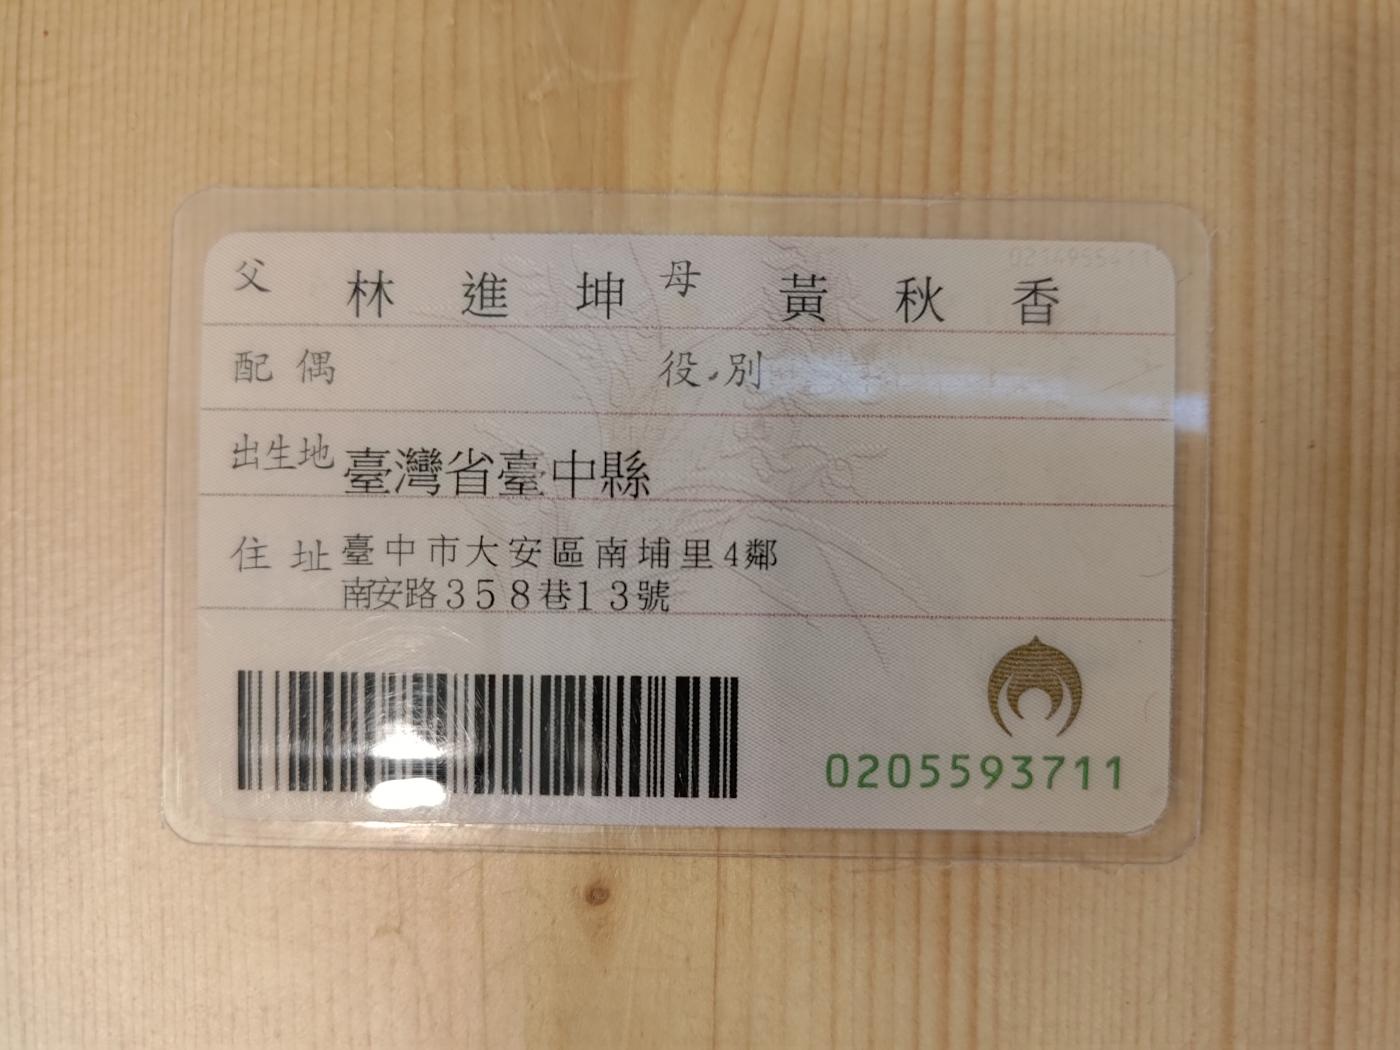 父 林進坤 母 黃秋香
配偶 役別
出生地 臺灣省臺中縣
住址 臺中市大安區南埔里4鄰
南安路358巷13號
0205593711